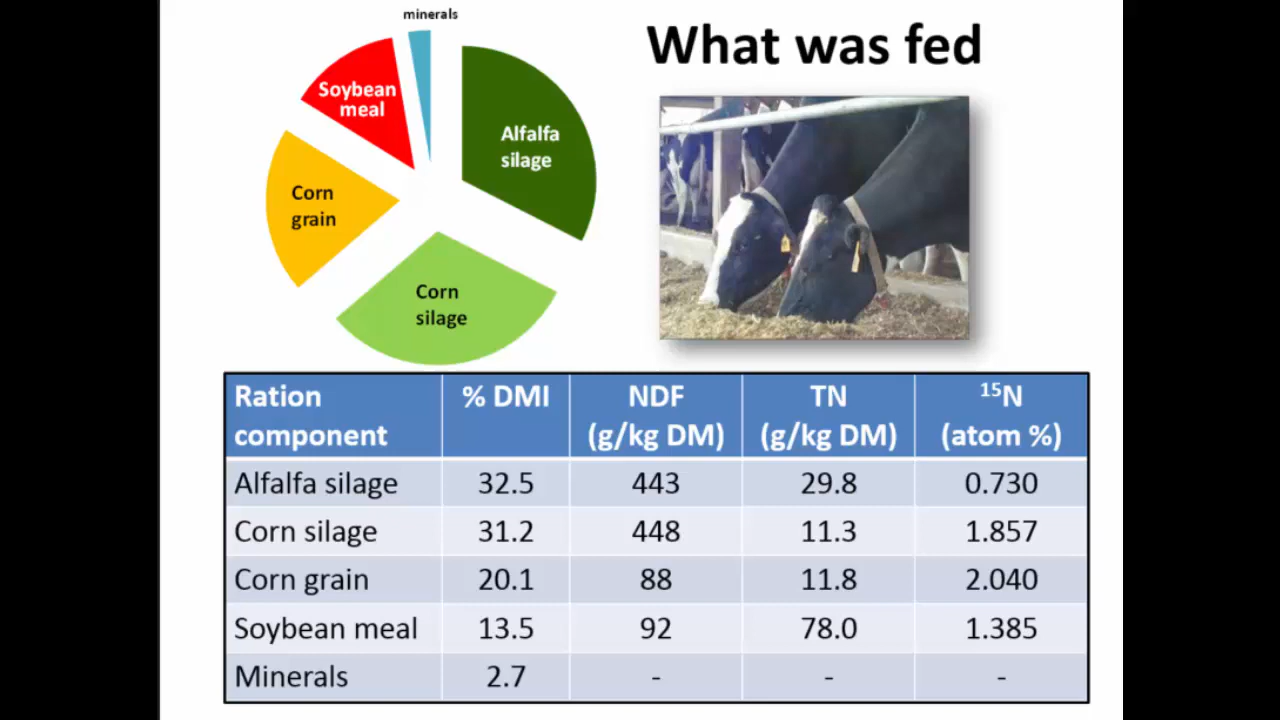 minerals
What was fed
Soybean
meal
Alfalfa
silage
Corn
grain
Corn
silage
Ration component % DMI NDF (g/kg DM) TN (g/kg DM) 15N (atom %)
Alfalfa silage 32.5 443 29.8 0.730
Corn silage 31.2 448 11.3 1.857
Corn grain 20.1 88 11.8 2.040
Soybean meal 13.5 92 78.0 1.385
Minerals 2.7 - - -